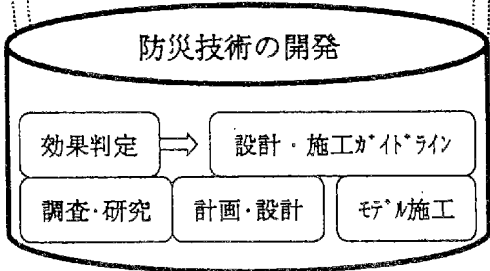 防災技術の開発
効果判定
設計・施工ガイドライン
調査・研究
計画・設計
モデル施工